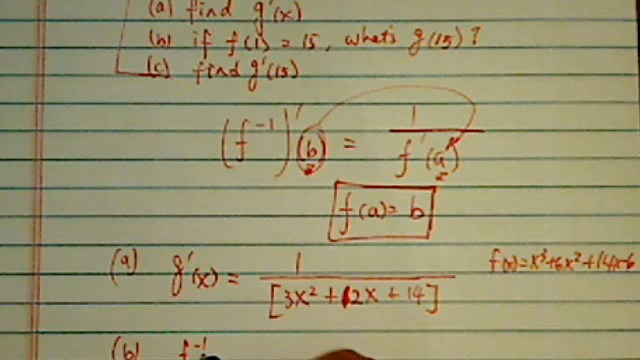 (a) find g'(x)
(b) if f(1) = 15, what's g(15)?
(c) find g'(15)
(f⁻¹)'(b) = 1 / f'(a)
f(a) = b
(a) g'(x) = 1 / [3x² + 12x + 14]
f(x) = x³+6x²+14x-6
(b) f⁻¹